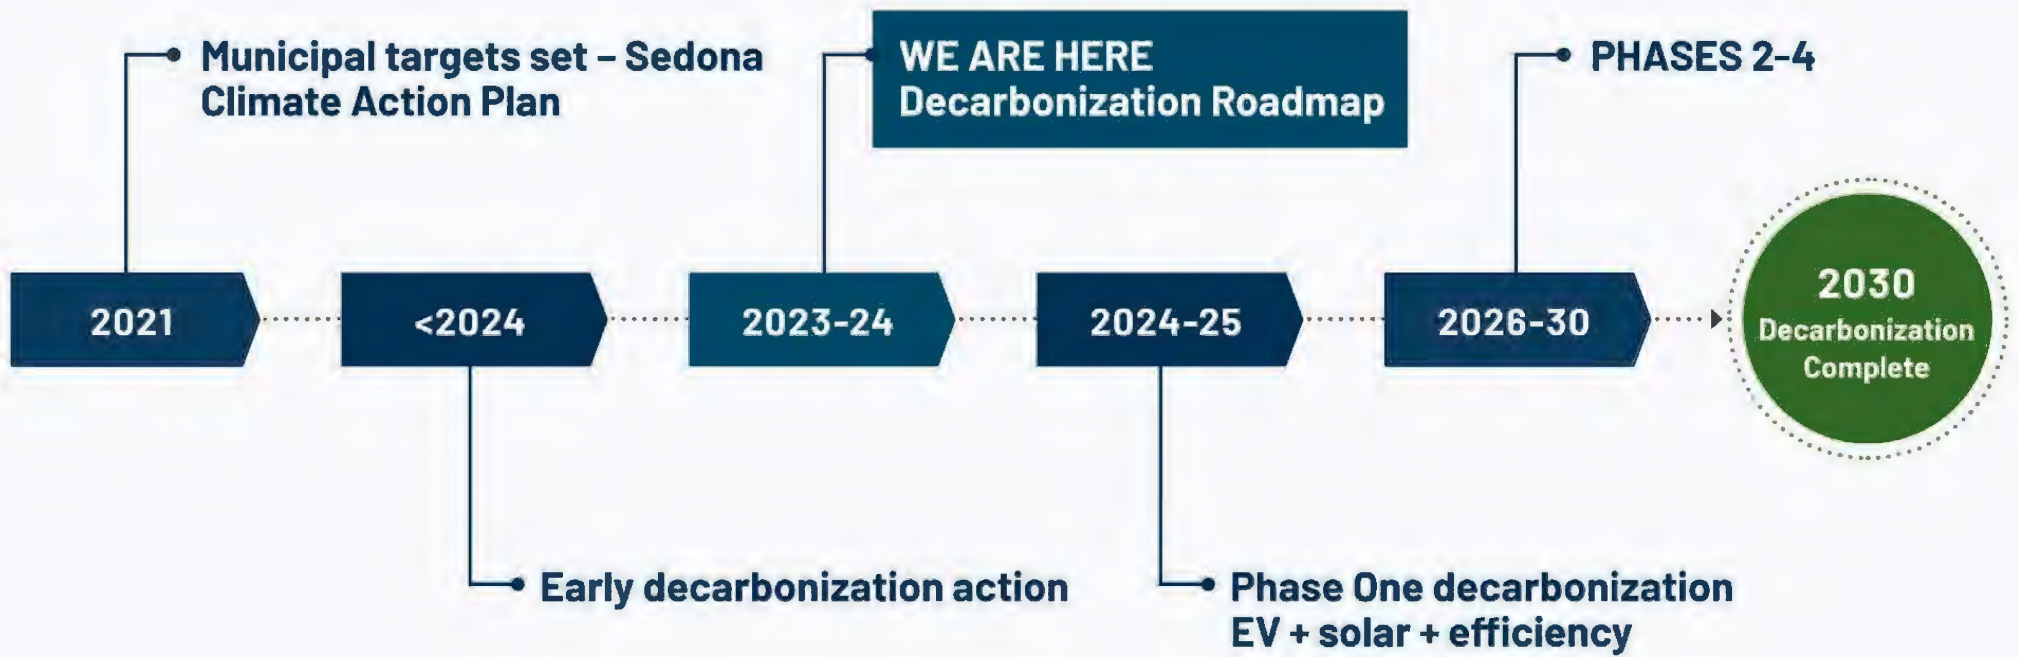 Municipal targets set – Sedona
Climate Action Plan
WE ARE HERE
Decarbonization Roadmap
PHASES 2–4
2021
<2024
2023-24
2024-25
2026-30
2030
Decarbonization
Complete
Early decarbonization action
Phase One decarbonization
EV + solar + efficiency